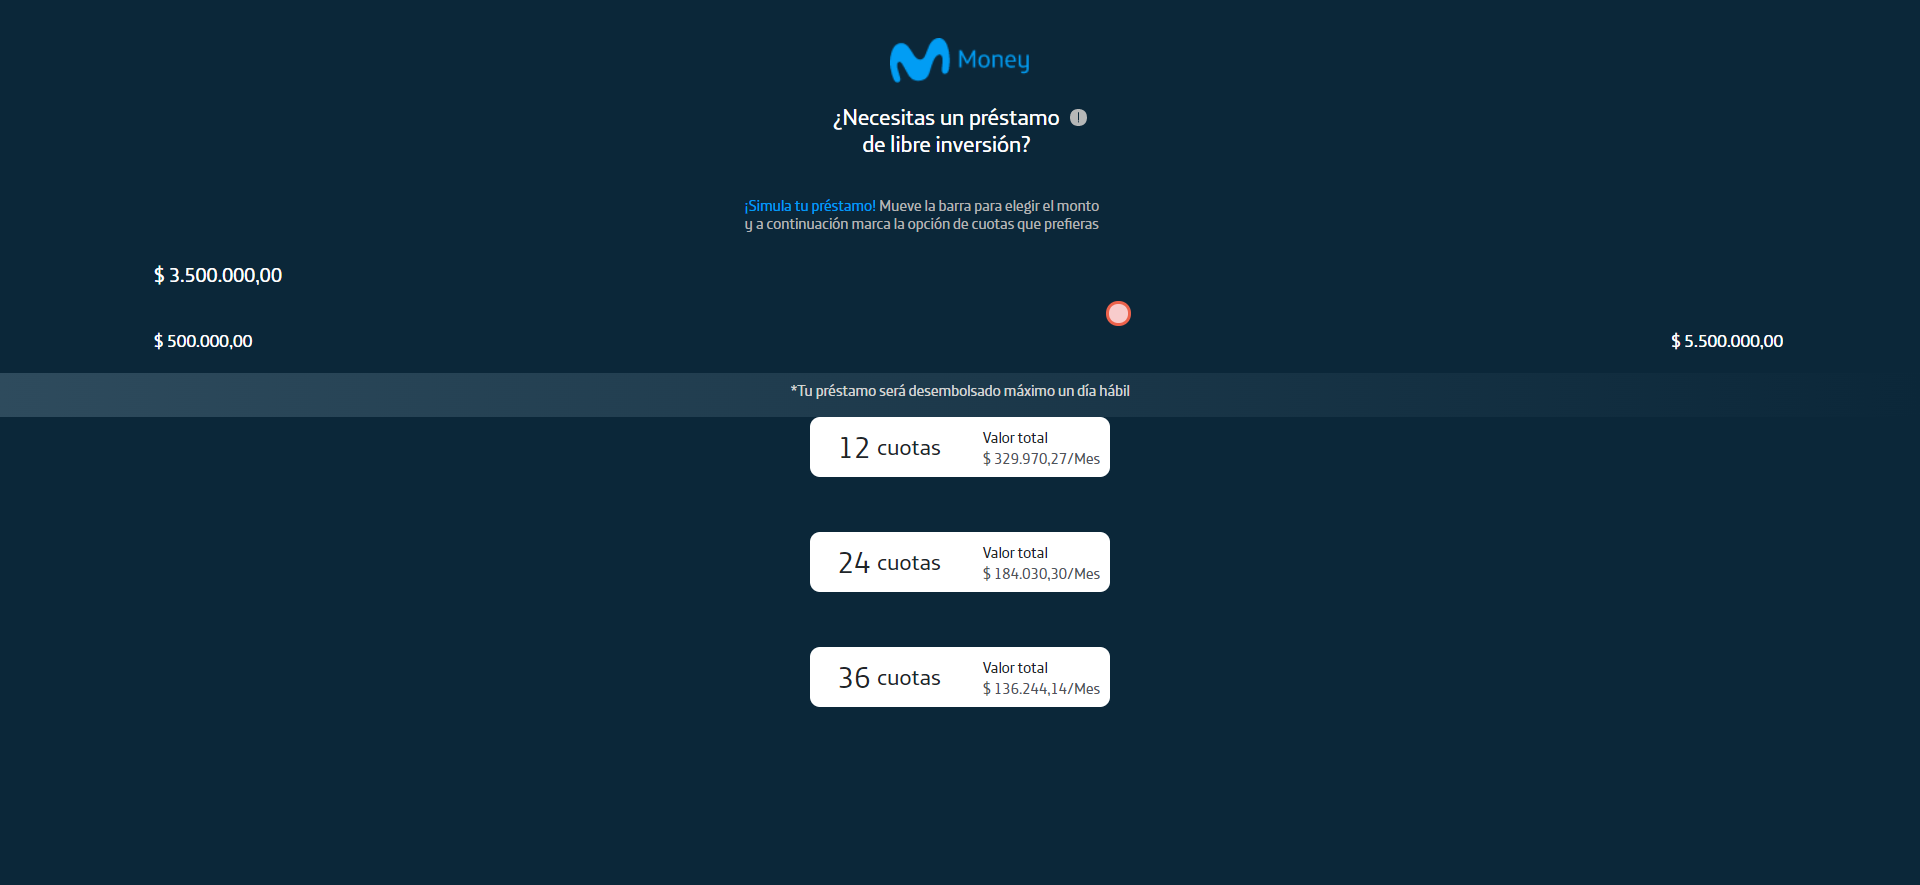 Money
¿Necesitas un préstamo
de libre inversión?
¡Simula tu préstamo! Mueve la barra para elegir el monto
y a continuación marca la opción de cuotas que prefieras
$ 3.500.000,00
$ 500.000,00
$ 5.500.000,00
*Tu préstamo será desembolsado máximo un día hábil
12 cuotas
Valor total
$ 329.970,27/Mes
24 cuotas
Valor total
$ 184.030,30/Mes
36 cuotas
Valor total
$ 136.244,14/Mes